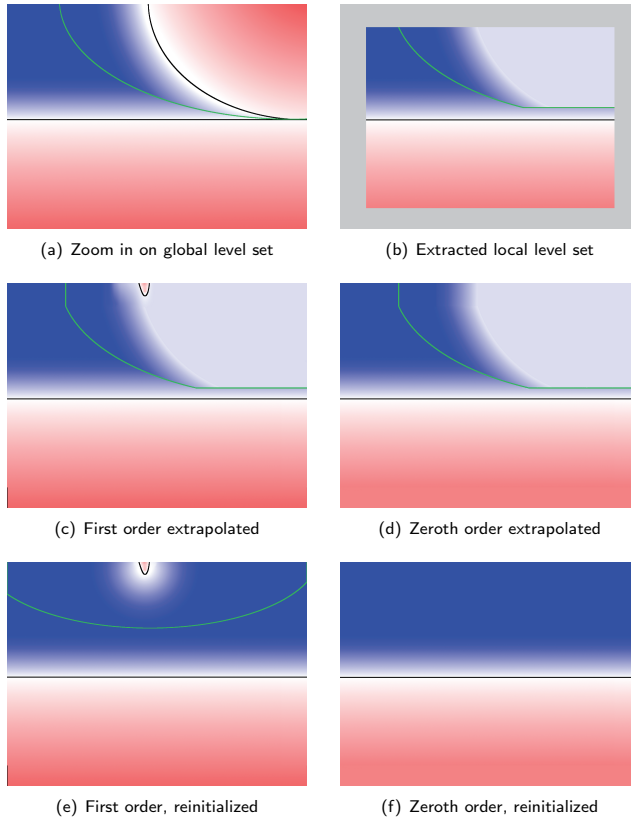 (a) Zoom in on global level set
(b) Extracted local level set
(c) First order extrapolated
(d) Zeroth order extrapolated
(e) First order, reinitialized
(f) Zeroth order, reinitialized